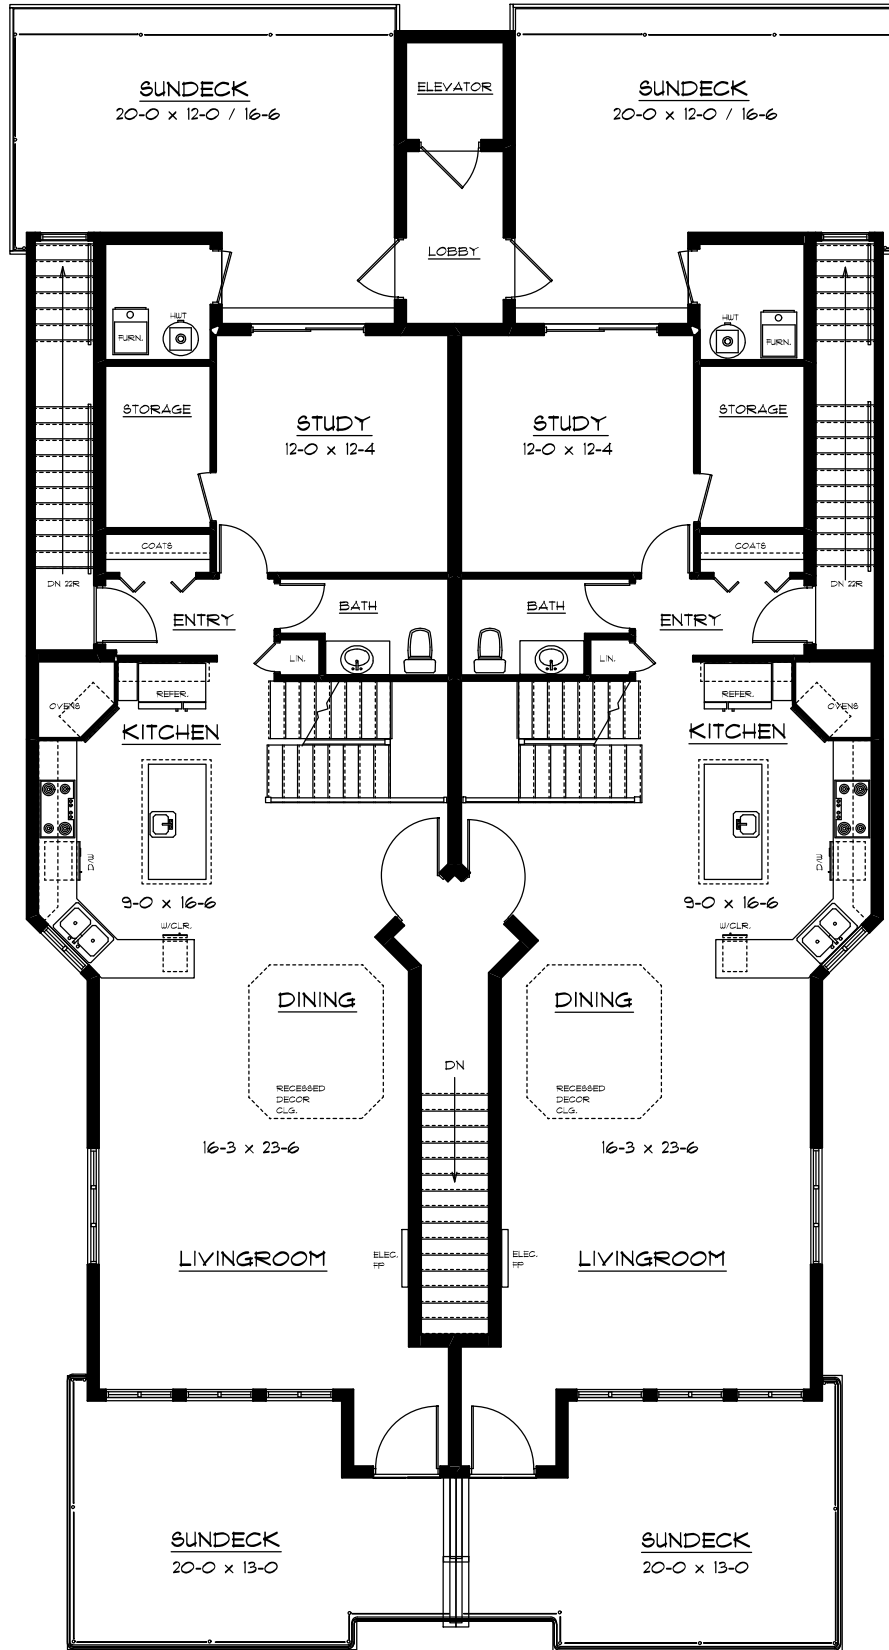 SUNDECK
20-0 x 12-0 / 16-6
ELEVATOR
SUNDECK
20-0 x 12-0 / 16-6
LOBBY
HWT
FURN.
HWT
FURN.
STORAGE
STUDY
12-0 x 12-4
STUDY
12-0 x 12-4
STORAGE
COATS
COATS
DN 22R
ENTRY
BATH
BATH
ENTRY
DN 22R
LIN.
LIN.
OVENS
REFER.
REFER.
OVENS
KITCHEN
KITCHEN
D/W
D/W
9-0 x 16-6
9-0 x 16-6
W/CLR.
W/CLR.
DINING
DINING
RECESSED
DECOR
CLG.
RECESSED
DECOR
CLG.
DN
16-3 x 23-6
16-3 x 23-6
LIVINGROOM
ELEC.
FP
ELEC.
FP
LIVINGROOM
SUNDECK
20-0 x 13-0
SUNDECK
20-0 x 13-0